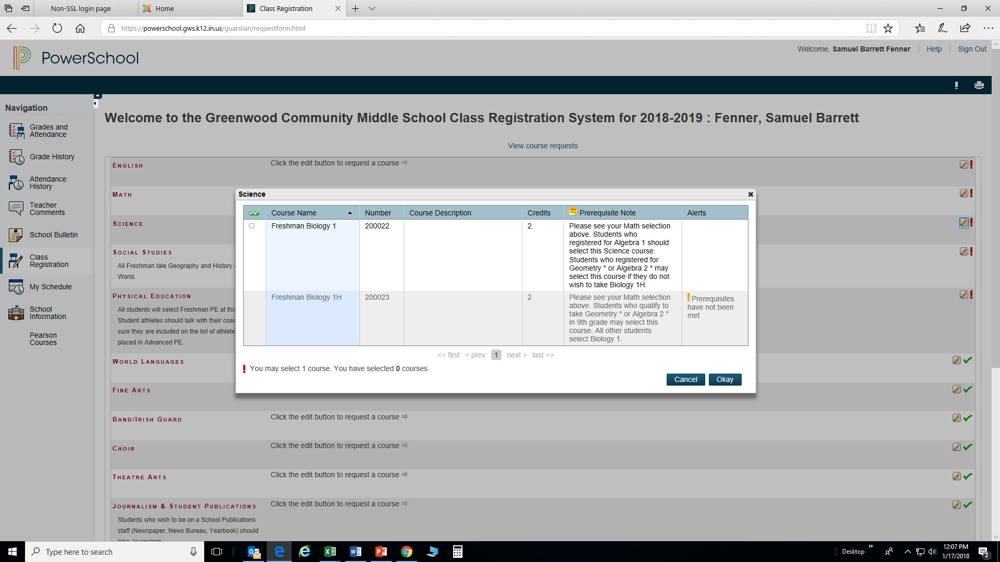 Non-SSL login page
Home
Class Registration
https://powerschool.gws.k12.in.us/guardian/requestform.html
PowerSchool
Welcome, Samuel Barrett Fenner | Help | Sign Out
Navigation
Grades and
Attendance
Grade History
Attendance
History
Teacher
Comments
School Bulletin
Class
Registration
My Schedule
School
Information
Pearson
Courses
Welcome to the Greenwood Community Middle School Class Registration System for 2018-2019 : Fenner, Samuel Barrett
View course requests
ENGLISH
Click the edit button to request a course
MATH
SCIENCE
SOCIAL STUDIES
All Freshman tale Geography and History
World.
PHYSICAL EDUCATION
All students will select Freshman PE at this
Student athletes should talk with their coac
sure they are included on the list of athlete
placed in Advanced PE.
WORLD LANGUAGES
FINE ARTS
BAND/IRISH GUARD
Click the edit button to request a course
CHOIR
Click the edit button to request a course
THEATRE ARTS
Click the edit button to request a course
JOURNALISM & STUDENT PUBLICATIONS
Click the edit button to request a course
Students who wish to be on a School Publications
staff (Newspaper, News Bureau, Yearbook) should
take Journalism
Science
Course Name
Number
Course Description
Credits
Prerequisite Note
Alerts
Freshman Biology 1
200022
2
Please see your Math selection
above. Students who
registered for Algebra 1 should
select this Science course.
Students who registered for
Geometry * or Algebra 2 * may
select this course if they do not
wish to take Biology 1H.
Freshman Biology 1H
200023
2
Please see your Math selection
above. Students who qualify to
take Geometry * or Algebra 2 *
in 9th grade may select this
course. All other students
select Biology 1.
Prerequisites
have not been
met
<< first < prev 1 next > last >>
You may select 1 course. You have selected 0 courses.
Cancel
Okay
Type here to search
Desktop
12:07 PM
1/17/2018
2